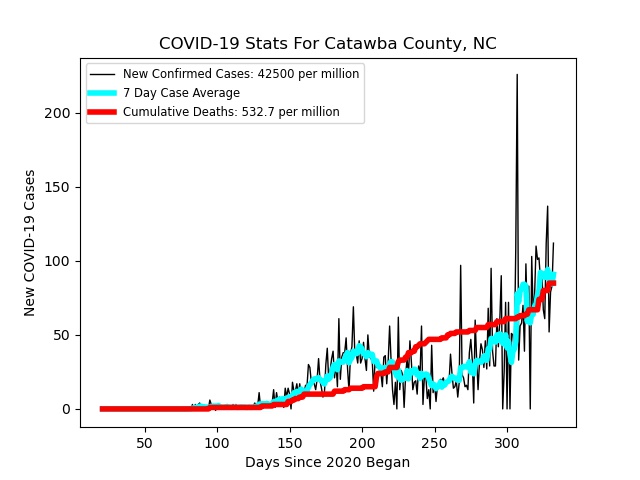 COVID-19 Stats For Catawba County, NC
New Confirmed Cases: 42500 per million
7 Day Case Average
Cumulative Deaths: 532.7 per million
New COVID-19 Cases
200
150
100
50
0
50 100 150 200 250 300
Days Since 2020 Began